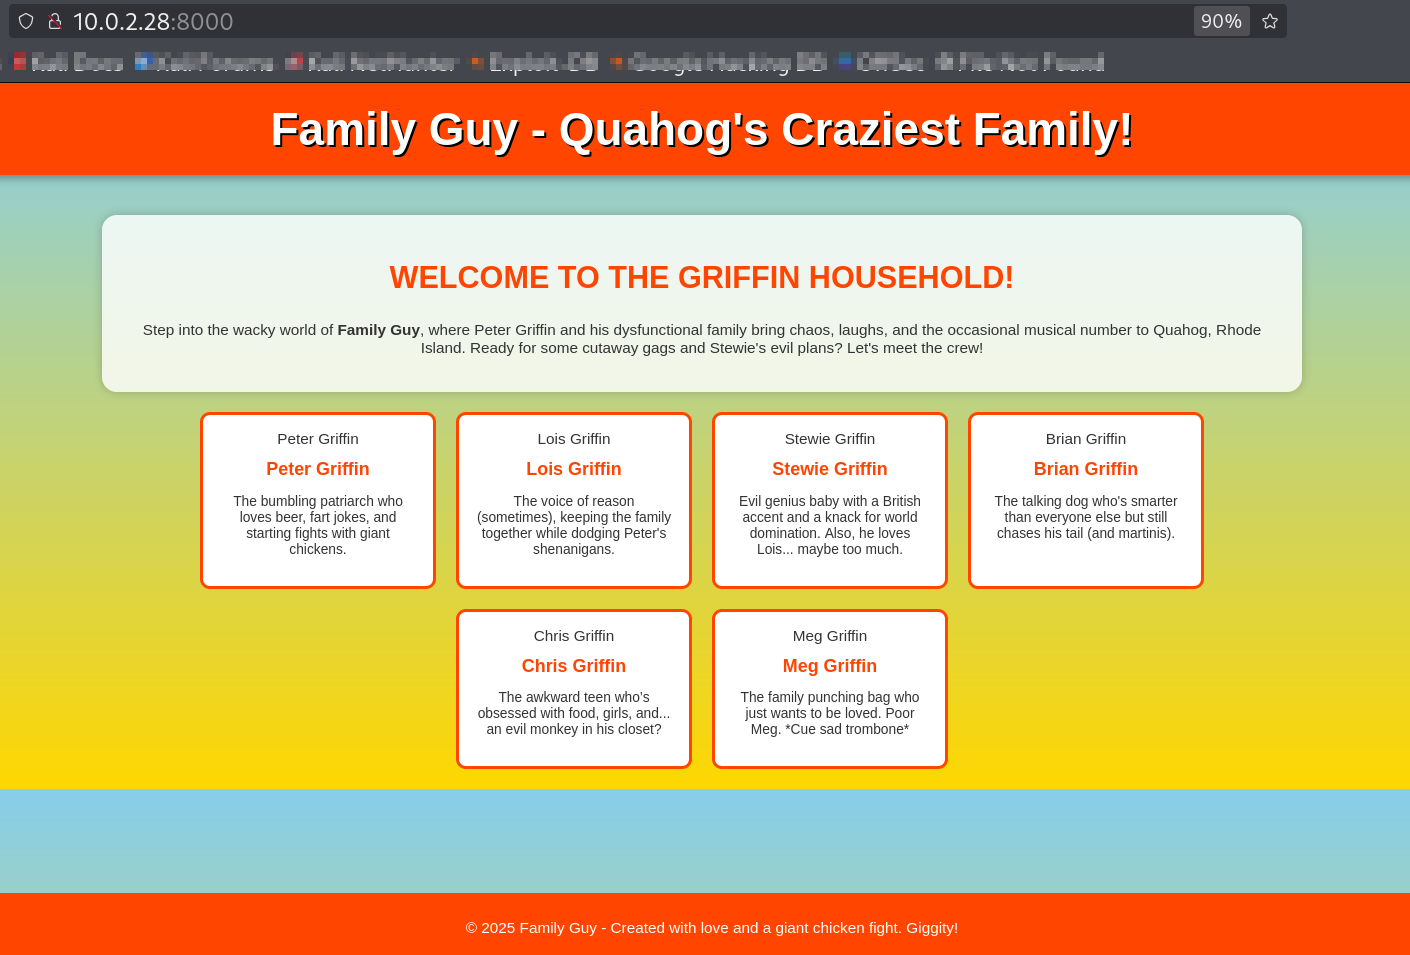 10.0.2.28:8000
90%
Family Guy - Quahog's Craziest Family!
WELCOME TO THE GRIFFIN HOUSEHOLD!
Step into the wacky world of Family Guy, where Peter Griffin and his dysfunctional family bring chaos, laughs, and the occasional musical number to Quahog, Rhode
Island. Ready for some cutaway gags and Stewie's evil plans? Let's meet the crew!
Peter Griffin
Peter Griffin
The bumbling patriarch who
loves beer, fart jokes, and
starting fights with giant
chickens.
Lois Griffin
Lois Griffin
The voice of reason
(sometimes), keeping the family
together while dodging Peter's
shenanigans.
Stewie Griffin
Stewie Griffin
Evil genius baby with a British
accent and a knack for world
domination. Also, he loves
Lois... maybe too much.
Brian Griffin
Brian Griffin
The talking dog who's smarter
than everyone else but still
chases his tail (and martinis).
Chris Griffin
Chris Griffin
The awkward teen who's
obsessed with food, girls, and...
an evil monkey in his closet?
Meg Griffin
Meg Griffin
The family punching bag who
just wants to be loved. Poor
Meg. *Cue sad trombone*
© 2025 Family Guy - Created with love and a giant chicken fight. Giggity!